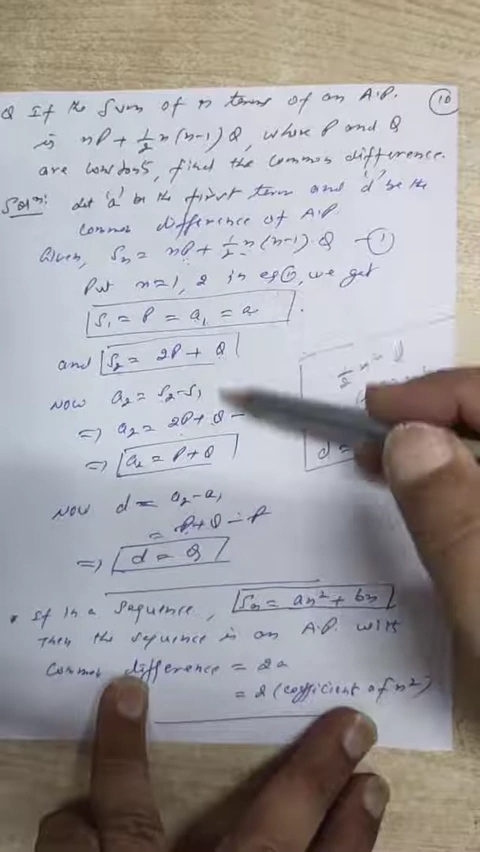 Q If the Sum of n terms of an A.P. (10)
is nP + 1/2 n(n-1) Q, where P and Q
are constants, find the common difference.
Solⁿ: Let 'a' be the first term and 'd' be the
common difference of A.P.
Given, Sn = nP + 1/2 n(n-1) Q —(1)
Put n=1, 2 in eq(1), we get
S₁ = P = a₁ = a
and S₂ = 2P + Q
Now a₂ = S₂-S₁
=> a₂ = 2P + Q -
=> a₂ = P+Q
d =
Now d = a₂-a₁
= P+Q-P
=> d = Q
• If in a sequence, Sn = an² + bn
then the sequence is an A.P. with
Common difference = 2a
= 2 (coefficient of n²)